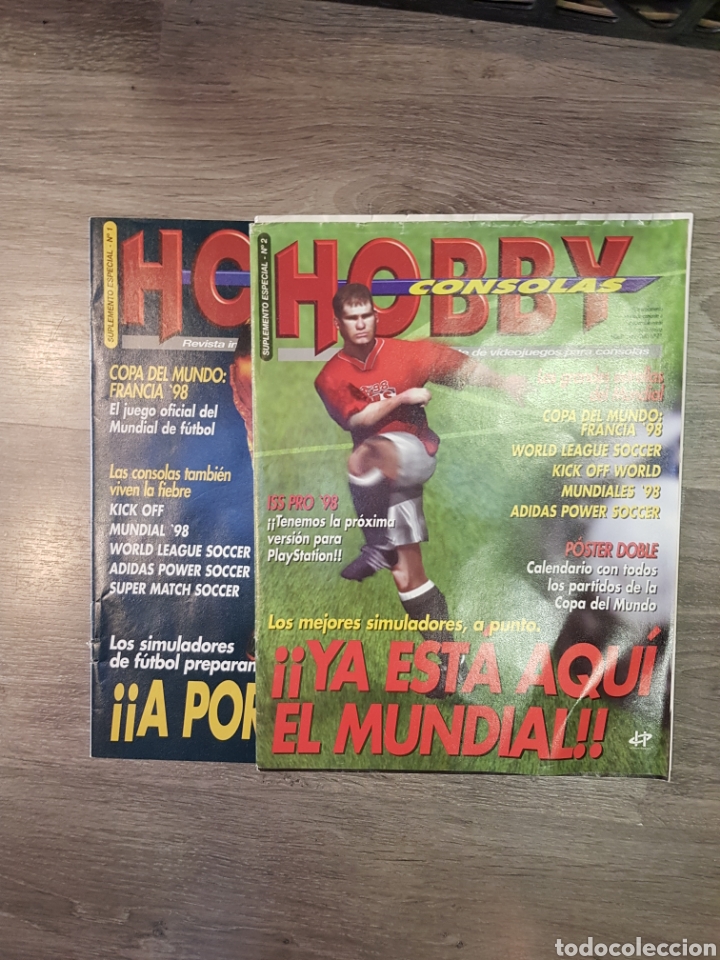 SUPLEMENTO ESPECIAL - Nº 1
HO
Revista in
COPA DEL MUNDO:
FRANCIA '98
El juego oficial del
Mundial de fútbol
Las consolas también
viven la fiebre
KICK OFF
MUNDIAL '98
WORLD LEAGUE SOCCER
ADIDAS POWER SOCCER
SUPER MATCH SOCCER
Los simuladores
de fútbol preparan
¡¡A POR
SUPLEMENTO ESPECIAL - Nº 2
HOBBY
CONSOLAS
de videojuegos para consolas
COPA DEL MUNDO:
FRANCIA '98
WORLD LEAGUE SOCCER
KICK OFF WORLD
MUNDIALES '98
ADIDAS POWER SOCCER
ISS PRO '98
¡¡Tenemos la próxima
versión para
PlayStation!!
PÓSTER DOBLE
Calendario con todos
los partidos de la
Copa del Mundo
Los mejores simuladores, a punto.
¡¡YA ESTA AQUÍ
EL MUNDIAL!!
todocoleccion